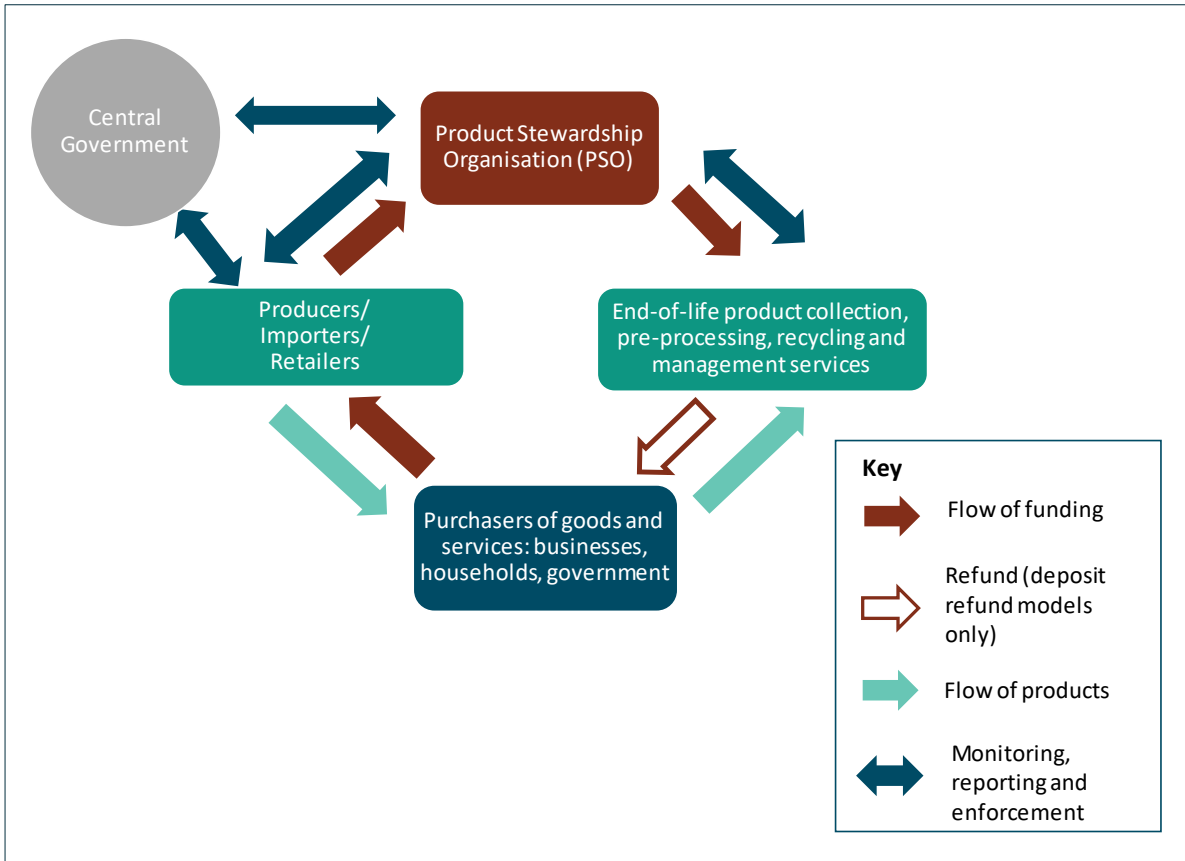 Central
Government
Product Stewardship
Organisation (PSO)
Producers/
Importers/
Retailers
End-of-life product collection,
pre-processing, recycling and
management services
Purchasers of goods and
services: businesses,
households, government
Key
Flow of funding
Refund (deposit
refund models
only)
Flow of products
Monitoring,
reporting and
enforcement